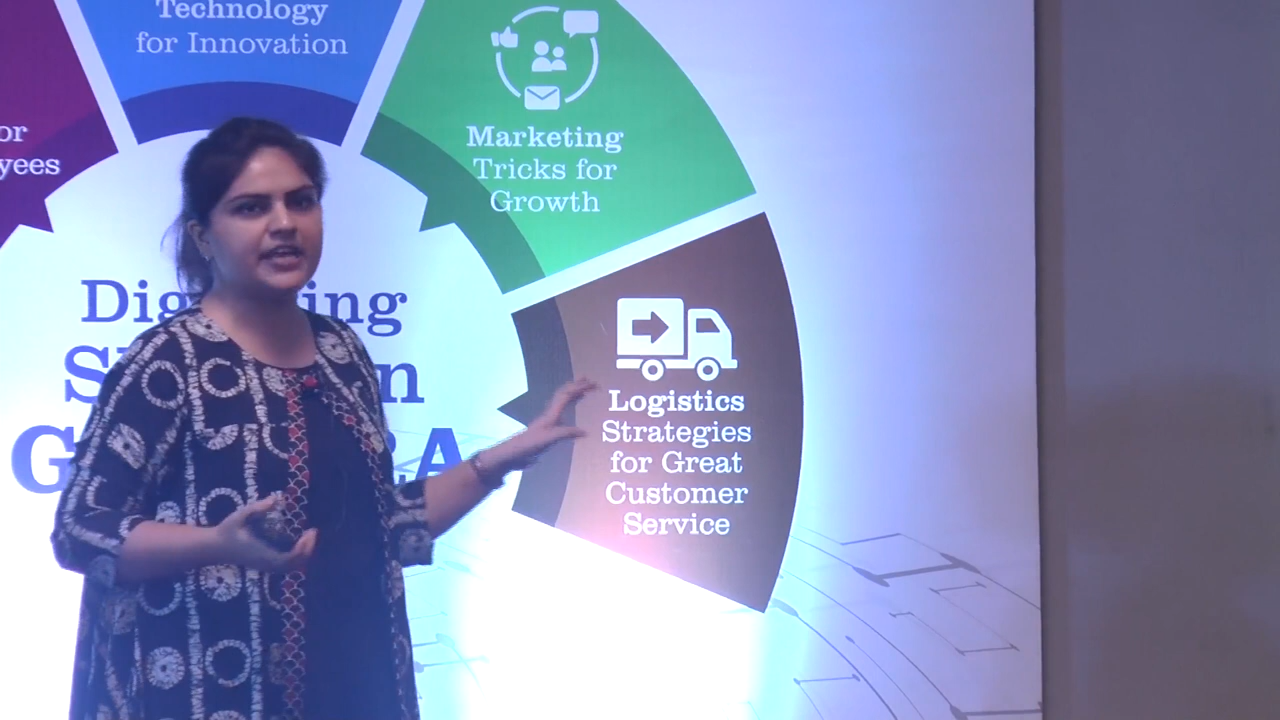 Technology
for Innovation
or
yees
Marketing
Tricks for
Growth
Logistics
Strategies
for Great
Customer
Service